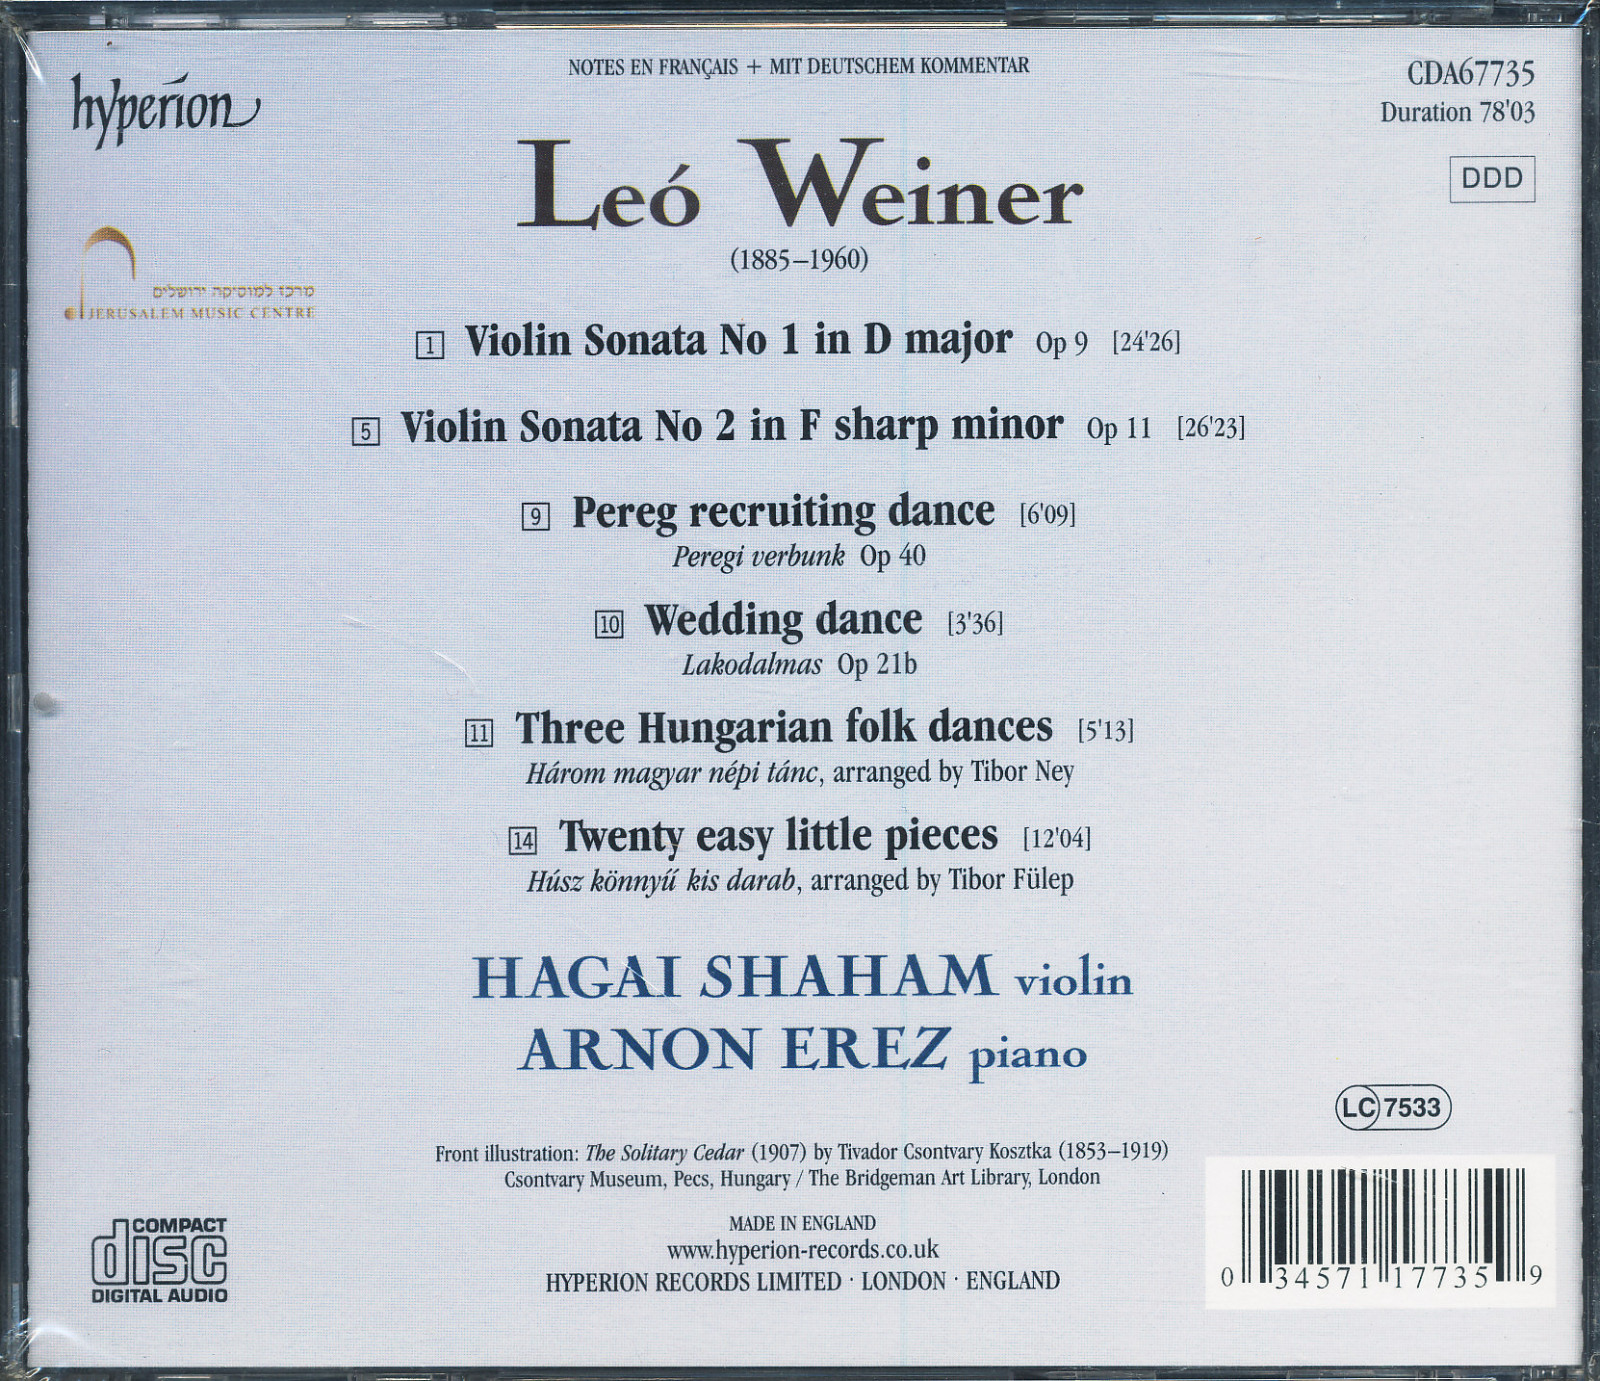 NOTES EN FRANÇAIS + MIT DEUTSCHEM KOMMENTAR
hyperion
CDA67735
Duration 78'03
DDD
Leó Weiner
(1885–1960)
מרכז למוסיקה ירושלים
JERUSALEM MUSIC CENTRE
1 Violin Sonata No 1 in D major Op 9 [24'26]
5 Violin Sonata No 2 in F sharp minor Op 11 [26'23]
9 Pereg recruiting dance [6'09]
Peregi verbunk Op 40
10 Wedding dance [3'36]
Lakodalmas Op 21b
11 Three Hungarian folk dances [5'13]
Három magyar népi tánc, arranged by Tibor Ney
14 Twenty easy little pieces [12'04]
Húsz könnyű kis darab, arranged by Tibor Fülep
HAGAI SHAHAM violin
ARNON EREZ piano
LC 7533
Front illustration: The Solitary Cedar (1907) by Tivador Csontvary Kosztka (1853–1919)
Csontvary Museum, Pecs, Hungary / The Bridgeman Art Library, London
MADE IN ENGLAND
www.hyperion-records.co.uk
HYPERION RECORDS LIMITED · LONDON · ENGLAND
COMPACT
disc
DIGITAL AUDIO
0 34571 17735 9